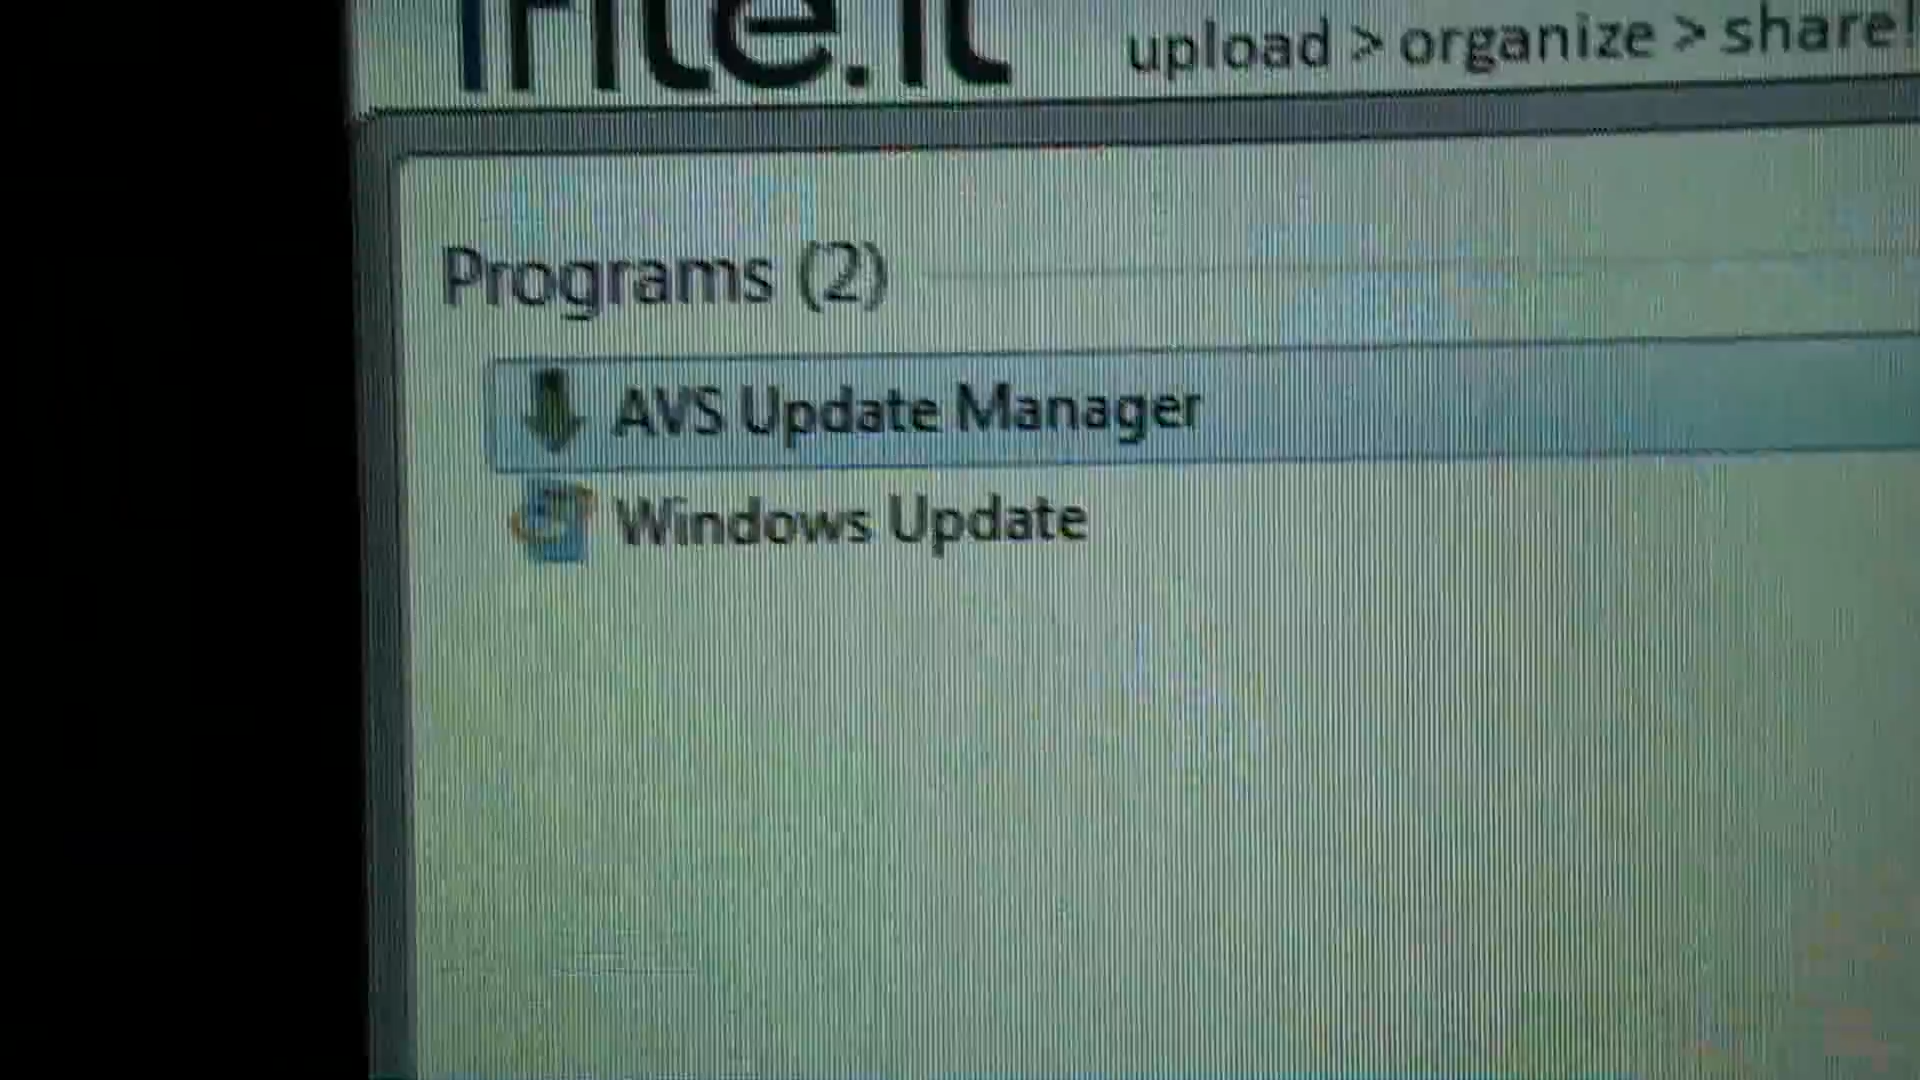 upload > organize > share!
Programs (2)
AVS Update Manager
Windows Update